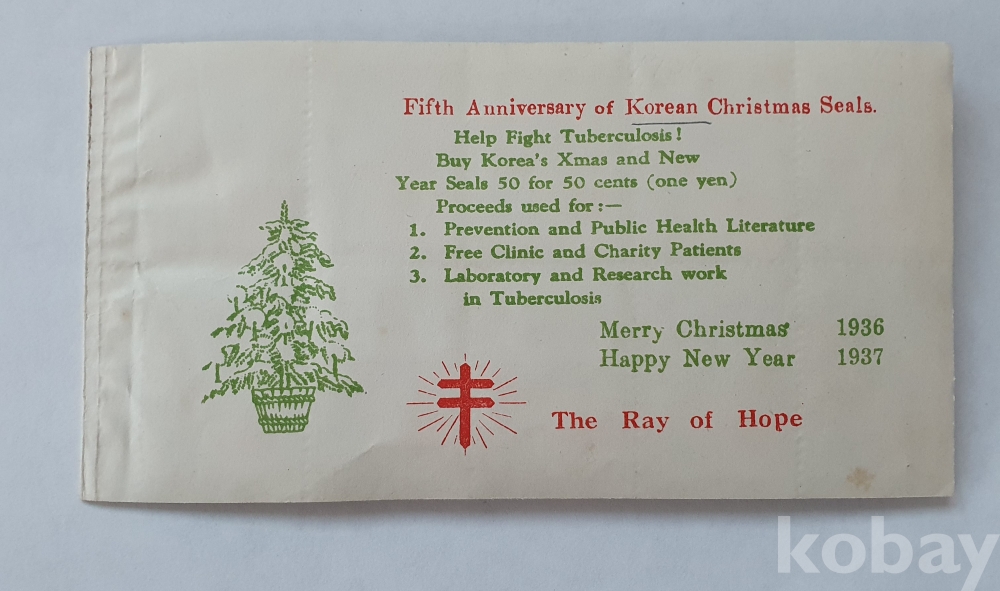 Fifth Anniversary of Korean Christmas Seals.
Help Fight Tuberculosis!
Buy Korea's Xmas and New
Year Seals 50 for 50 cents (one yen)
Proceeds used for:—
1. Prevention and Public Health Literature
2. Free Clinic and Charity Patients
3. Laboratory and Research work
in Tuberculosis
Merry Christmas 1936
Happy New Year 1937
The Ray of Hope
kobay